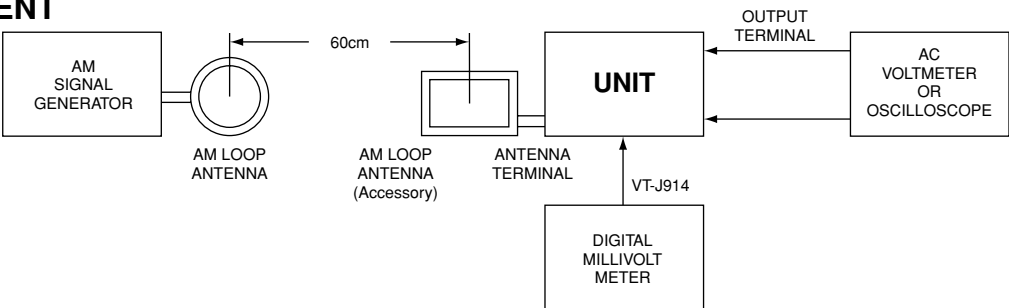 ENT
AM
SIGNAL
GENERATOR
AM LOOP
ANTENNA
60cm
AM LOOP
ANTENNA
(Accessory)
ANTENNA
TERMINAL
UNIT
VT-J914
DIGITAL
MILLIVOLT
METER
OUTPUT
TERMINAL
AC
VOLTMETER
OR
OSCILLOSCOPE